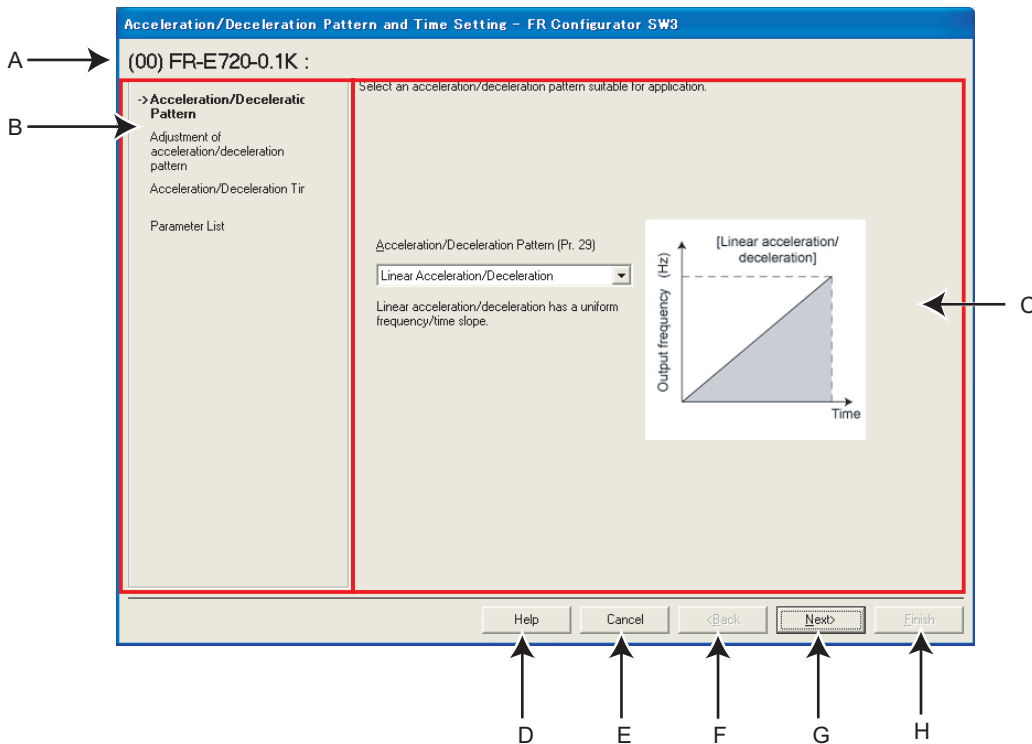 Acceleration/Deceleration Pattern and Time Setting - FR Configurator SW3
A
(00) FR-E720-0.1K :
B
->Acceleration/Deceleratic
Pattern
Adjustment of
acceleration/deceleration
pattern
Acceleration/Deceleration Tir
Parameter List
Select an acceleration/deceleration pattern suitable for application.
Acceleration/Deceleration Pattern (Pr. 29)
Linear Acceleration/Deceleration
Linear acceleration/deceleration has a uniform
frequency/time slope.
[Linear acceleration/
deceleration]
Output frequency (Hz)
Time
C
Help
Cancel
<Back
Next>
Finish
D
E
F
G
H